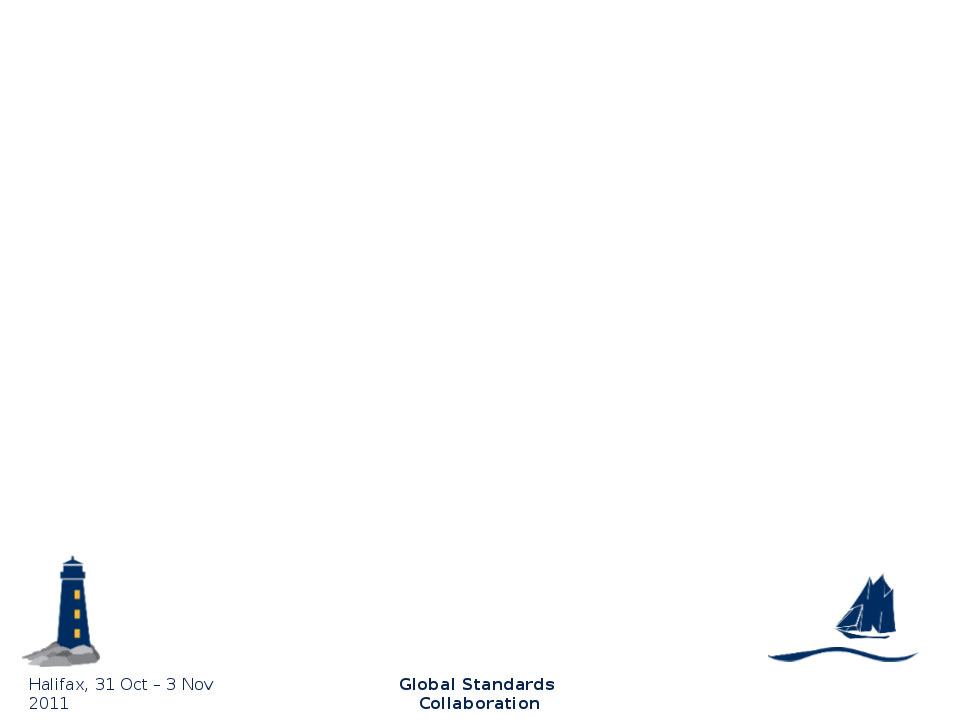 Halifax, 31 Oct – 3 Nov
2011
Global Standards
Collaboration